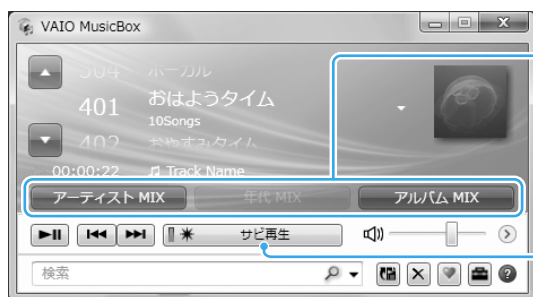 VAIO MusicBox
304 ボーカル
401 おはようタイム
10Songs
402 おやすみタイム
00:00:22 Track Name
アーティスト MIX 年代 MIX アルバム MIX
サビ再生
検索